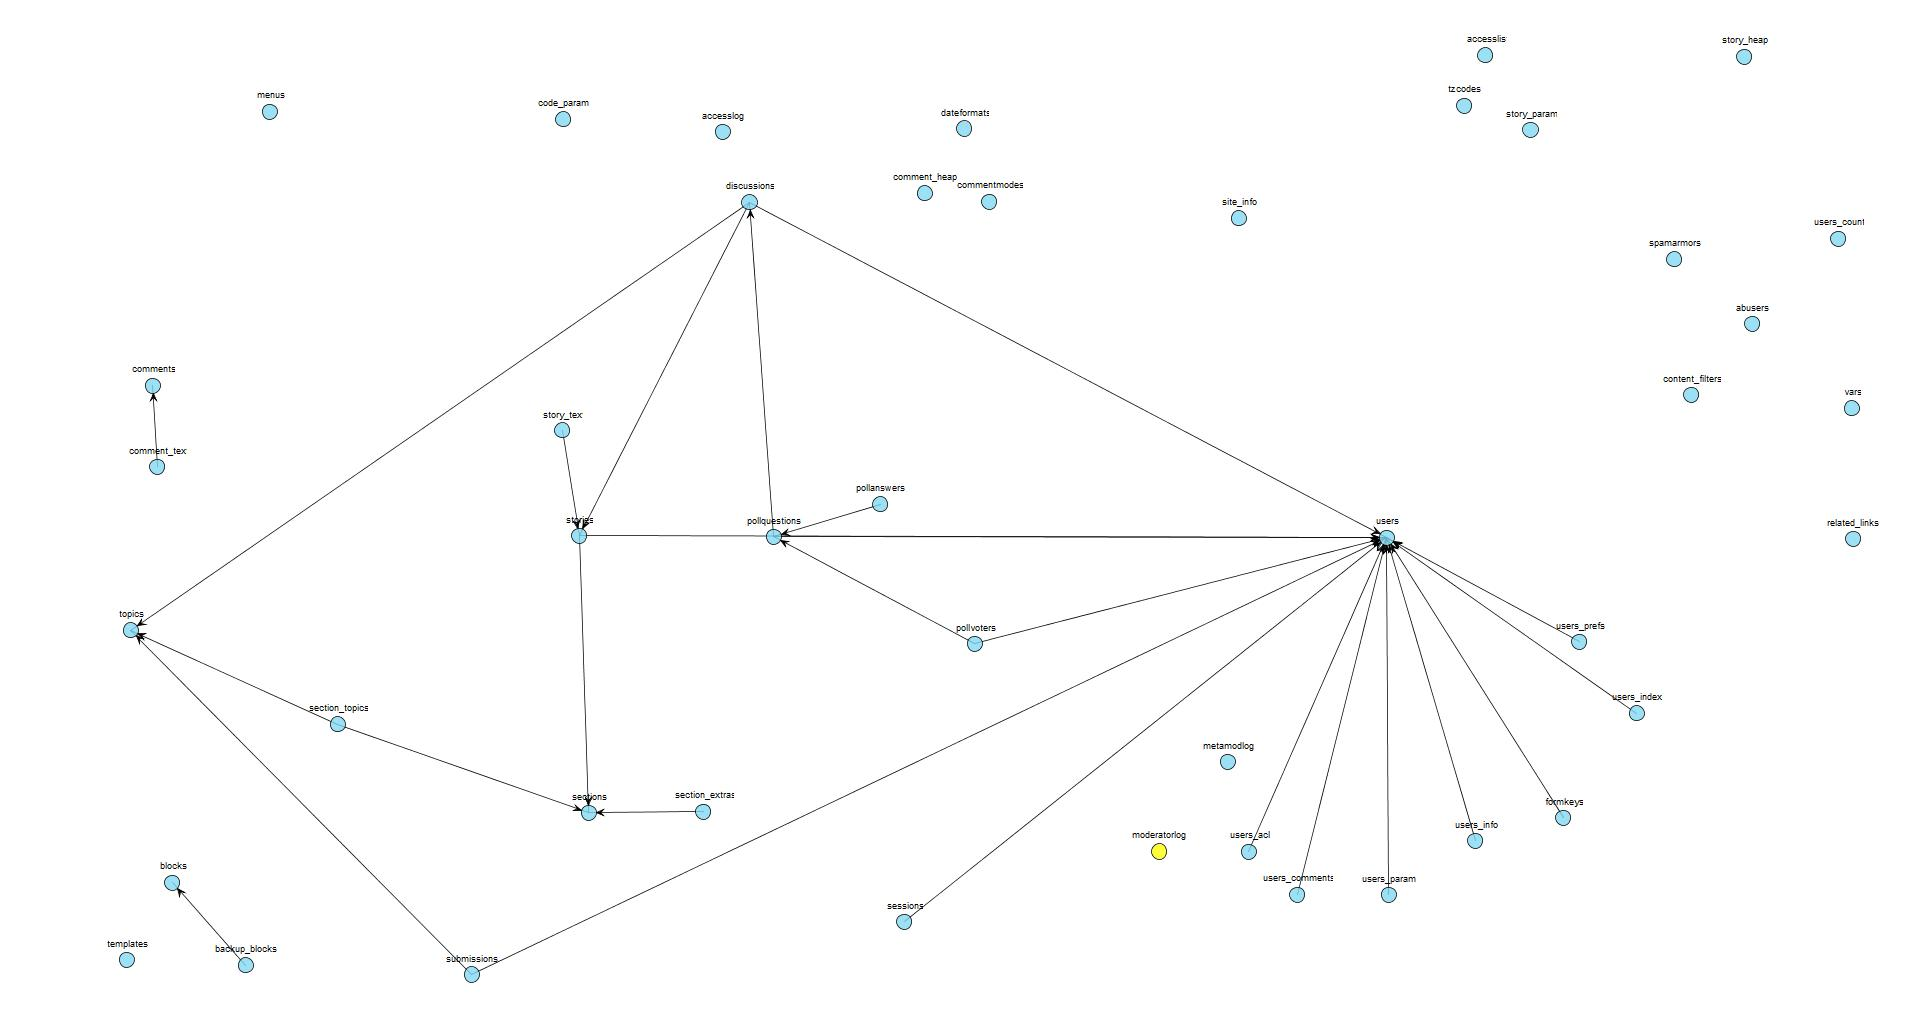 accesslis
story_heap
tzcodes
menus
code_param
story_param
accesslog
dateformats
comment_heap
commentmodes
discussions
site_info
users_count
spamarmors
abusers
comments
content_filters
vars
story_tex
comment_tex
pollanswers
stories
pollquestions
users
related_links
topics
pollvoters
users_prefs
users_index
section_topics
metamodlog
sections
section_extras
formkeys
users_info
moderatorlog
users_acl
blocks
users_comments
users_param
sessions
templates
backup_blocks
submissions